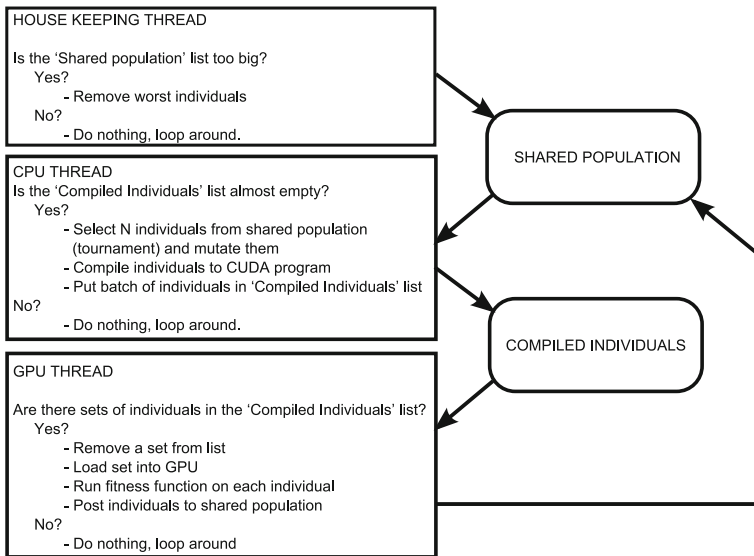 HOUSE KEEPING THREAD
Is the 'Shared population' list too big?
Yes?
- Remove worst individuals
No?
- Do nothing, loop around.
CPU THREAD
Is the 'Compiled Individuals' list almost empty?
Yes?
- Select N individuals from shared population
(tournament) and mutate them
- Compile individuals to CUDA program
- Put batch of individuals in 'Compiled Individuals' list
No?
- Do nothing, loop around.
GPU THREAD
Are there sets of individuals in the 'Compiled Individuals' list?
Yes?
- Remove a set from list
- Load set into GPU
- Run fitness function on each individual
- Post individuals to shared population
No?
- Do nothing, loop around
SHARED POPULATION
COMPILED INDIVIDUALS